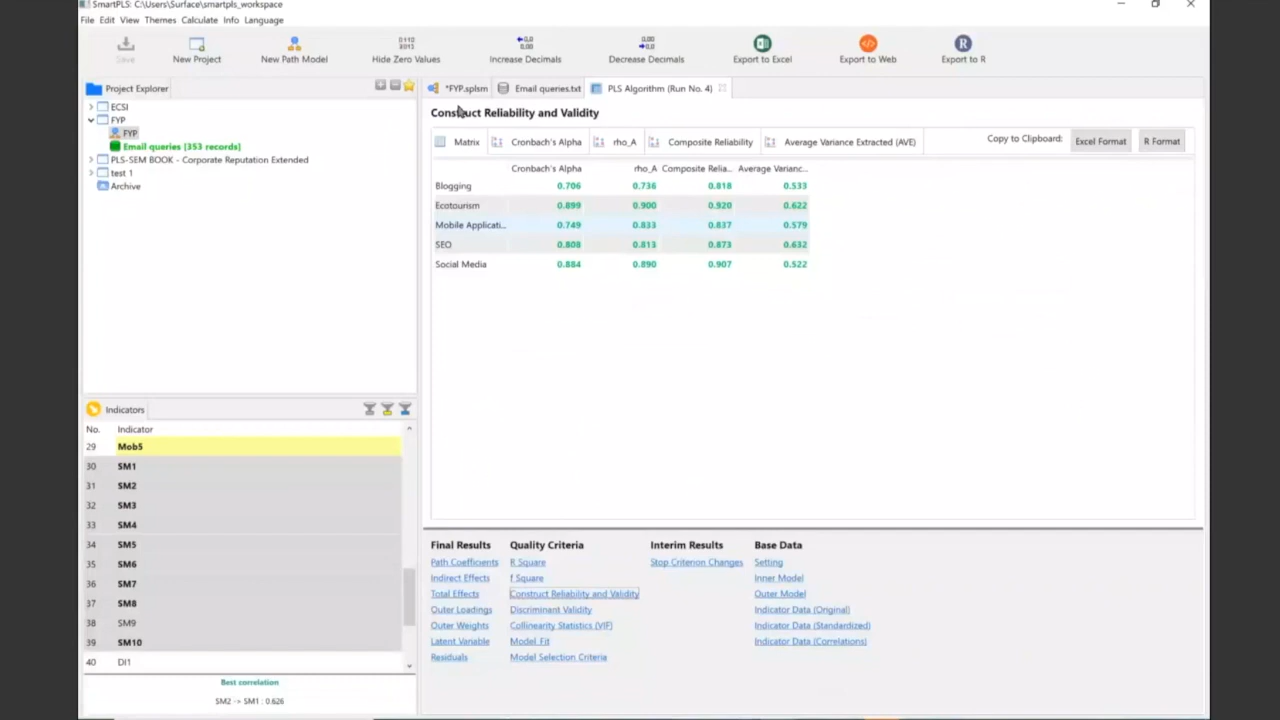 SmartPLS: C:\Users\Surface\smartpls_workspace
File Edit View Themes Calculate Info Language
Save New Project New Path Model Hide Zero Values Increase Decimals Decrease Decimals Export to Excel Export to Web Export to R
Project Explorer
ECSI
FYP
FYP
Email queries [353 records]
PLS-SEM BOOK - Corporate Reputation Extended
test 1
Archive
Indicators
No. Indicator
29 Mob5
30 SM1
31 SM2
32 SM3
33 SM4
34 SM5
35 SM6
36 SM7
37 SM8
38 SM9
39 SM10
40 DI1
Best correlation
SM2 -> SM1 : 0.626
*FYP.splsm Email queries.txt PLS Algorithm (Run No. 4)
Construct Reliability and Validity
Matrix Cronbach's Alpha rho_A Composite Reliability Average Variance Extracted (AVE) Copy to Clipboard: Excel Format R Format
Cronbach's Alpha rho_A Composite Relia... Average Varianc...
Blogging 0.706 0.736 0.818 0.533
Ecotourism 0.899 0.900 0.920 0.622
Mobile Applicati... 0.749 0.833 0.837 0.579
SEO 0.808 0.813 0.873 0.632
Social Media 0.884 0.890 0.907 0.522
Final Results Quality Criteria Interim Results Base Data
Path Coefficients R Square Stop Criterion Changes Setting
Indirect Effects f Square Inner Model
Total Effects Construct Reliability and Validity Outer Model
Outer Loadings Discriminant Validity Indicator Data (Original)
Outer Weights Collinearity Statistics (VIF) Indicator Data (Standardized)
Latent Variable Model Fit Indicator Data (Correlations)
Residuals Model Selection Criteria